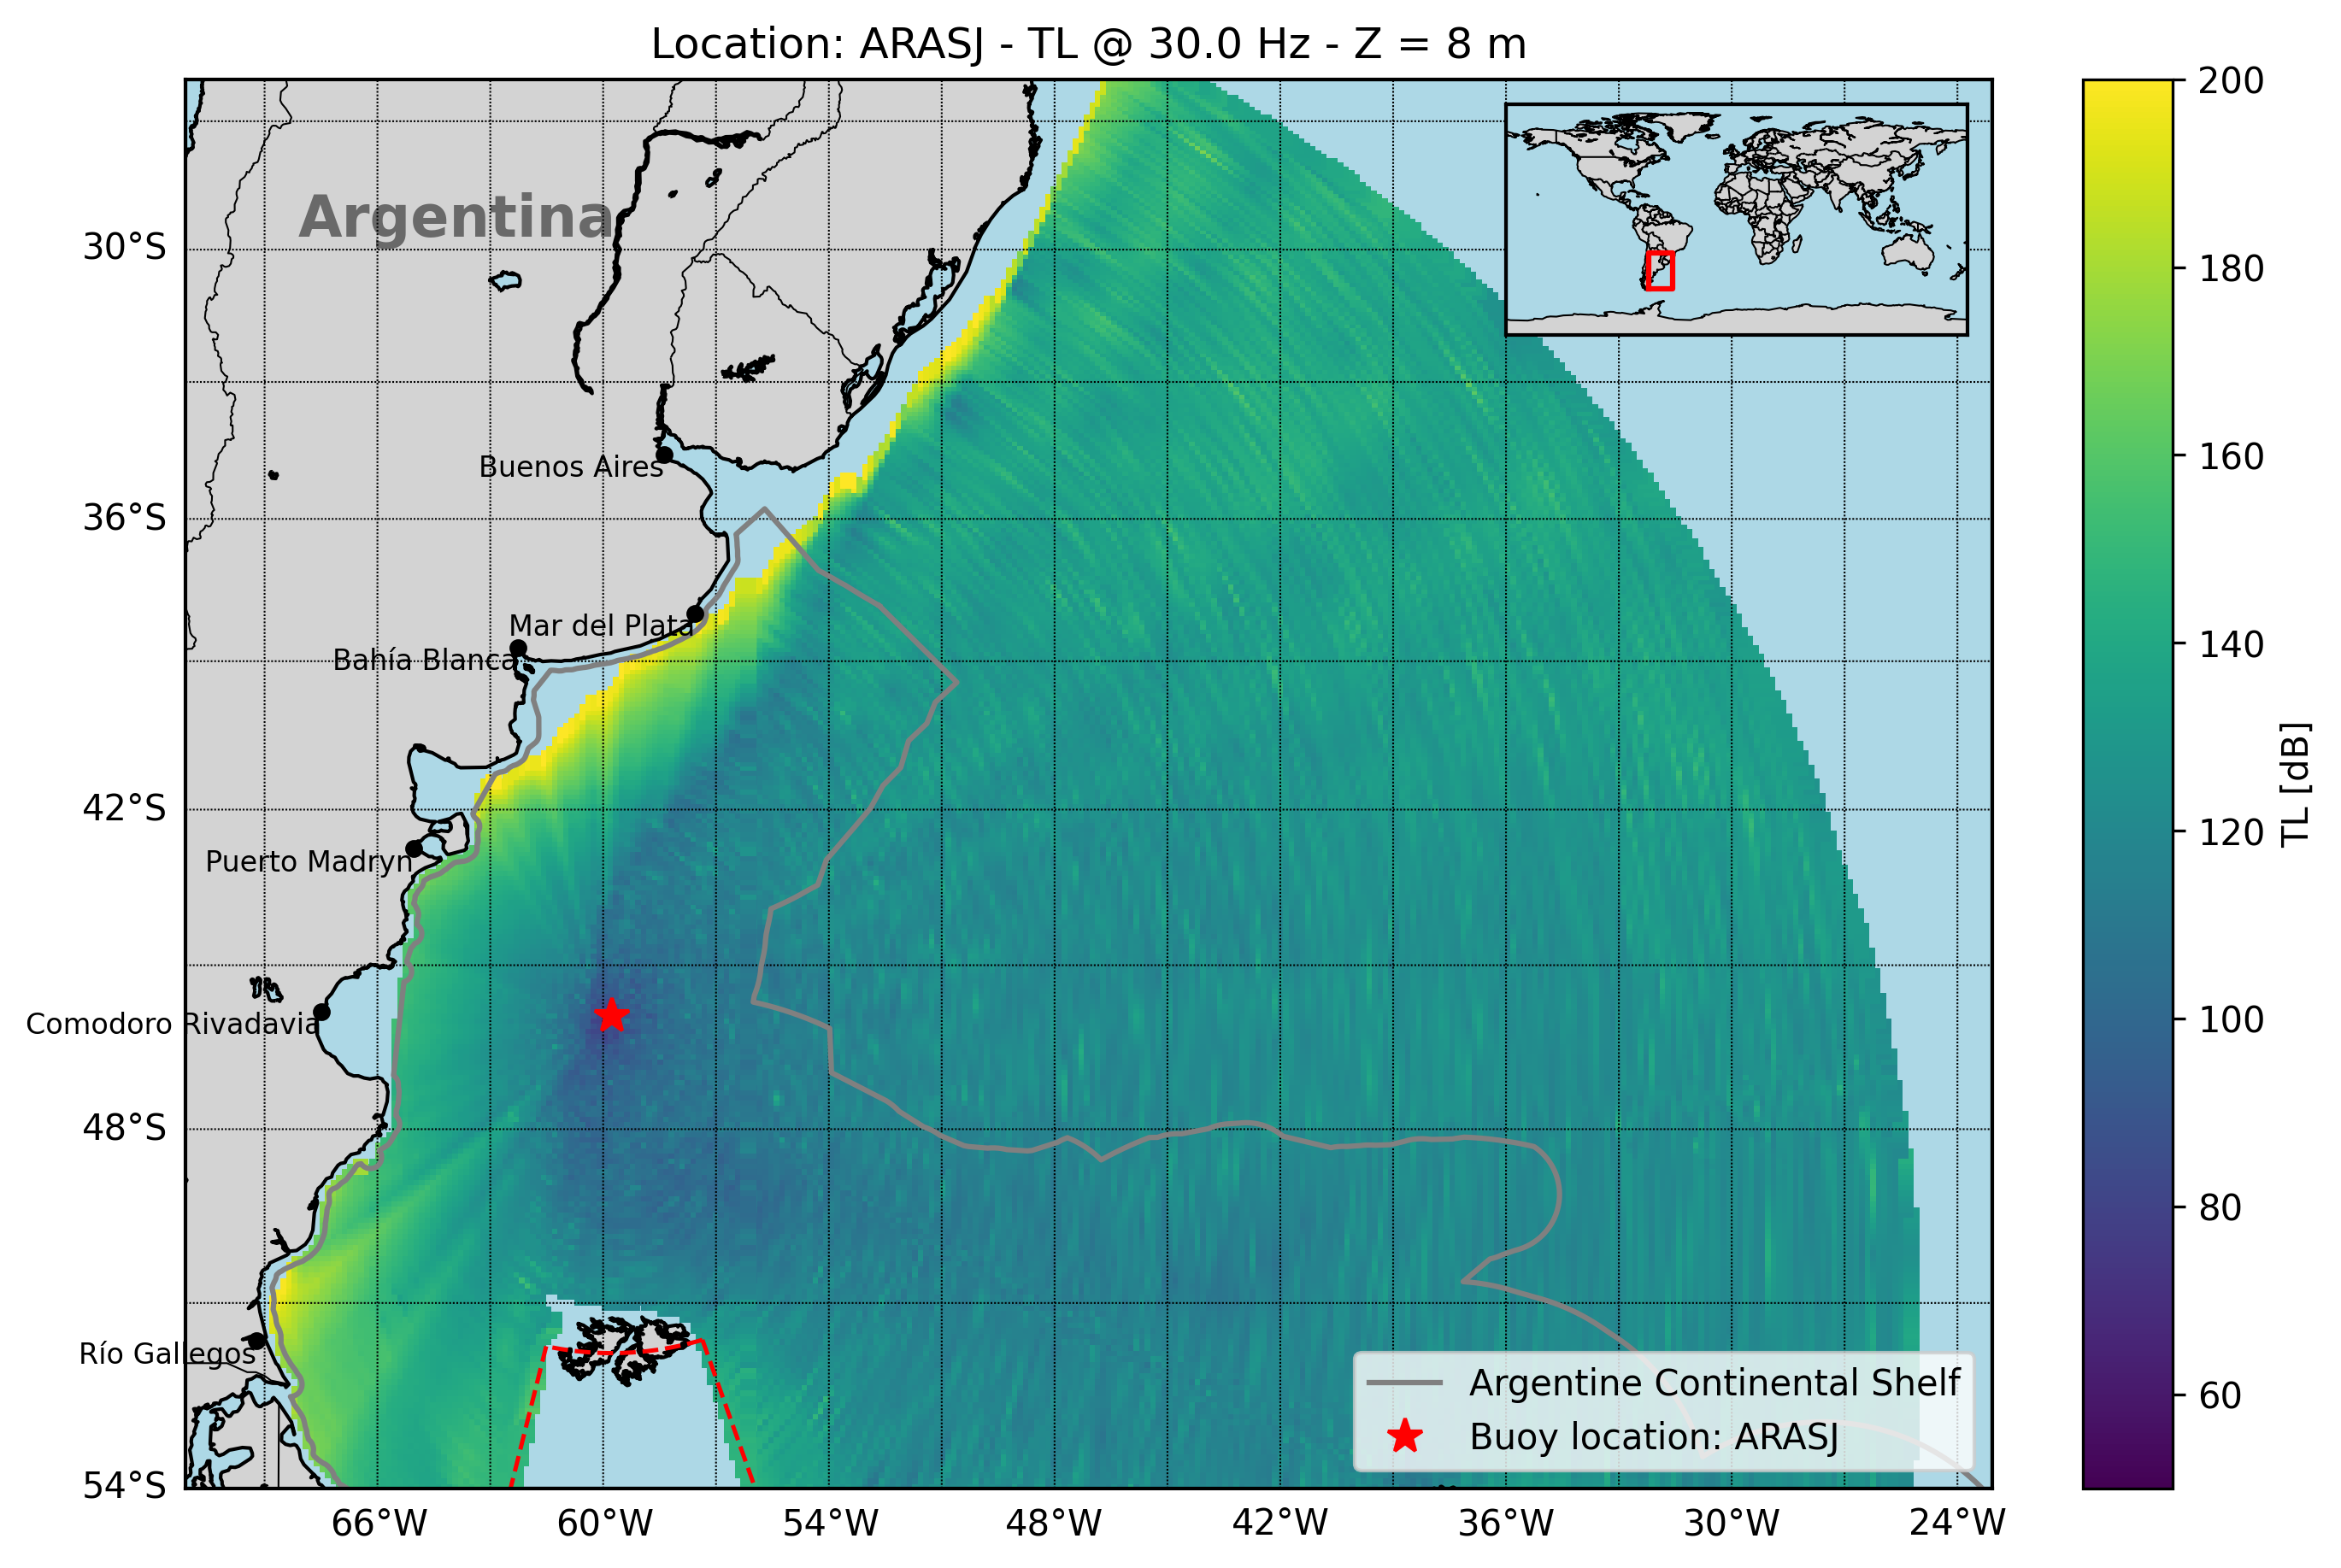 Location: ARASJ - TL @ 30.0 Hz - Z = 8 m
Argentina
30°S
36°S
42°S
48°S
54°S
Buenos Aires
Mar del Plata
Bahía Blanca
Puerto Madryn
Comodoro Rivadavia
Río Gallegos
Argentine Continental Shelf
Buoy location: ARASJ
66°W
60°W
54°W
48°W
42°W
36°W
30°W
24°W
200
180
160
140
120
100
80
60
TL [dB]